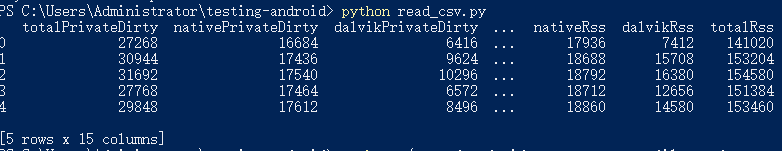 PS C:\Users\Administrator\testing-android> python read_csv.py
totalPrivateDirty nativePrivateDirty dalvikPrivateDirty ... nativeRss dalvikRss totalRss
0 27268 16684 6416 ... 17936 7412 141020
1 30944 17436 9624 ... 18688 15708 153204
2 31692 17540 10296 ... 18792 16380 154580
3 27768 17464 6572 ... 18712 12656 151384
4 29848 17612 8496 ... 18860 14580 153460
[5 rows x 15 columns]